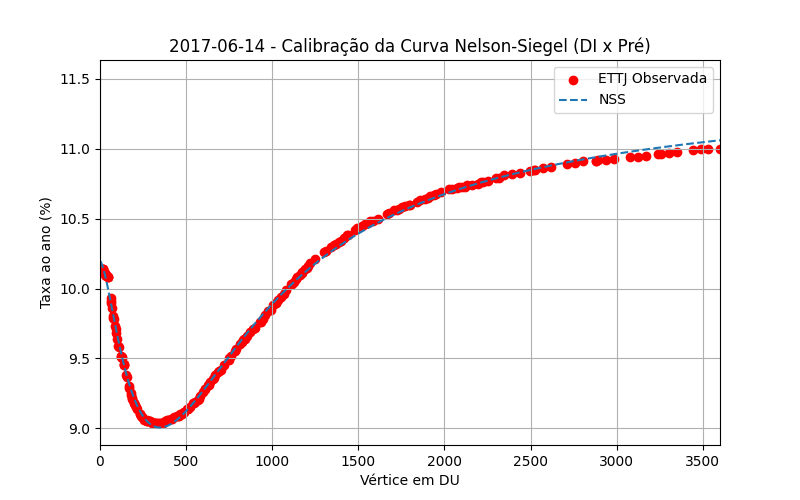 2017-06-14 - Calibração da Curva Nelson-Siegel (DI x Pré)
ETTJ Observada
NSS
Taxa ao ano (%)
11.5
11.0
10.5
10.0
9.5
9.0
0 500 1000 1500 2000 2500 3000 3500
Vértice em DU